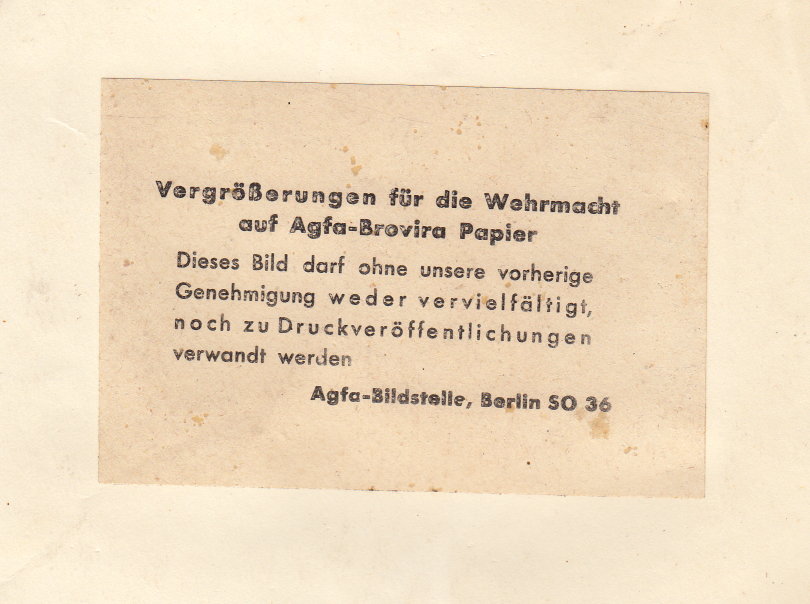 Vergrößerungen für die Wehrmacht
auf Agfa-Brovira Papier
Dieses Bild darf ohne unsere vorherige
Genehmigung weder vervielfältigt,
noch zu Druckveröffentlichungen
verwandt werden
Agfa-Bildstelle, Berlin SO 36